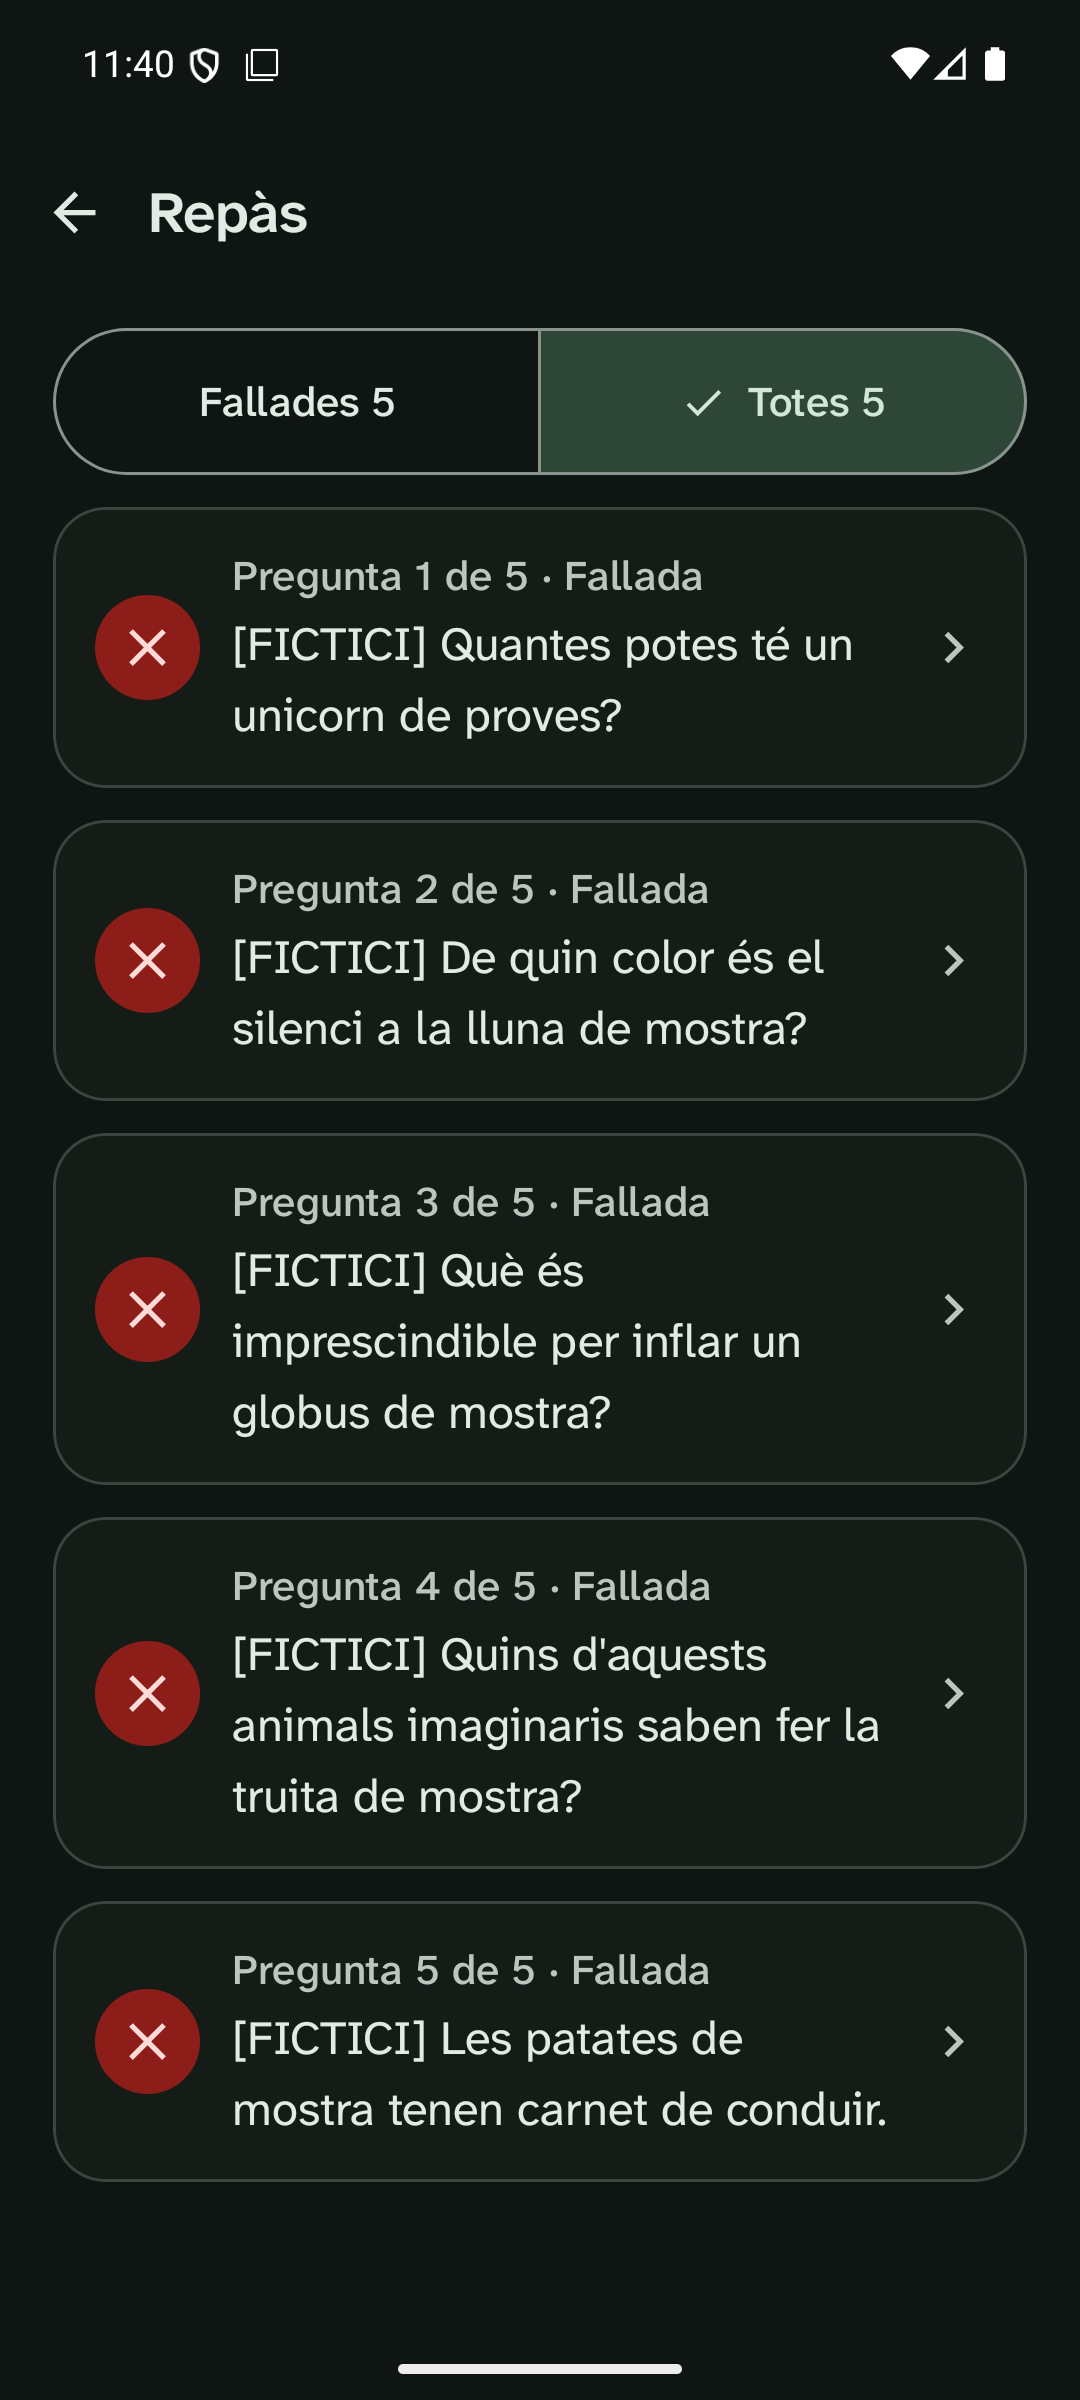 11:40
Repàs
Fallades 5
Totes 5
Pregunta 1 de 5 · Fallada
[FICTICI] Quantes potes té un
unicorn de proves?
Pregunta 2 de 5 · Fallada
[FICTICI] De quin color és el
silenci a la lluna de mostra?
Pregunta 3 de 5 · Fallada
[FICTICI] Què és
imprescindible per inflar un
globus de mostra?
Pregunta 4 de 5 · Fallada
[FICTICI] Quins d'aquests
animals imaginaris saben fer la
truita de mostra?
Pregunta 5 de 5 · Fallada
[FICTICI] Les patates de
mostra tenen carnet de conduir.